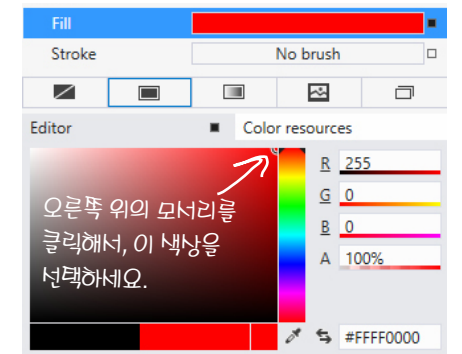 Fill
Stroke No brush
Editor Color resources
R 255
G 0
B 0
A 100%
오른쪽 위의 모서리를
클릭해서, 이 색상을
선택하세요.
#FFFF0000